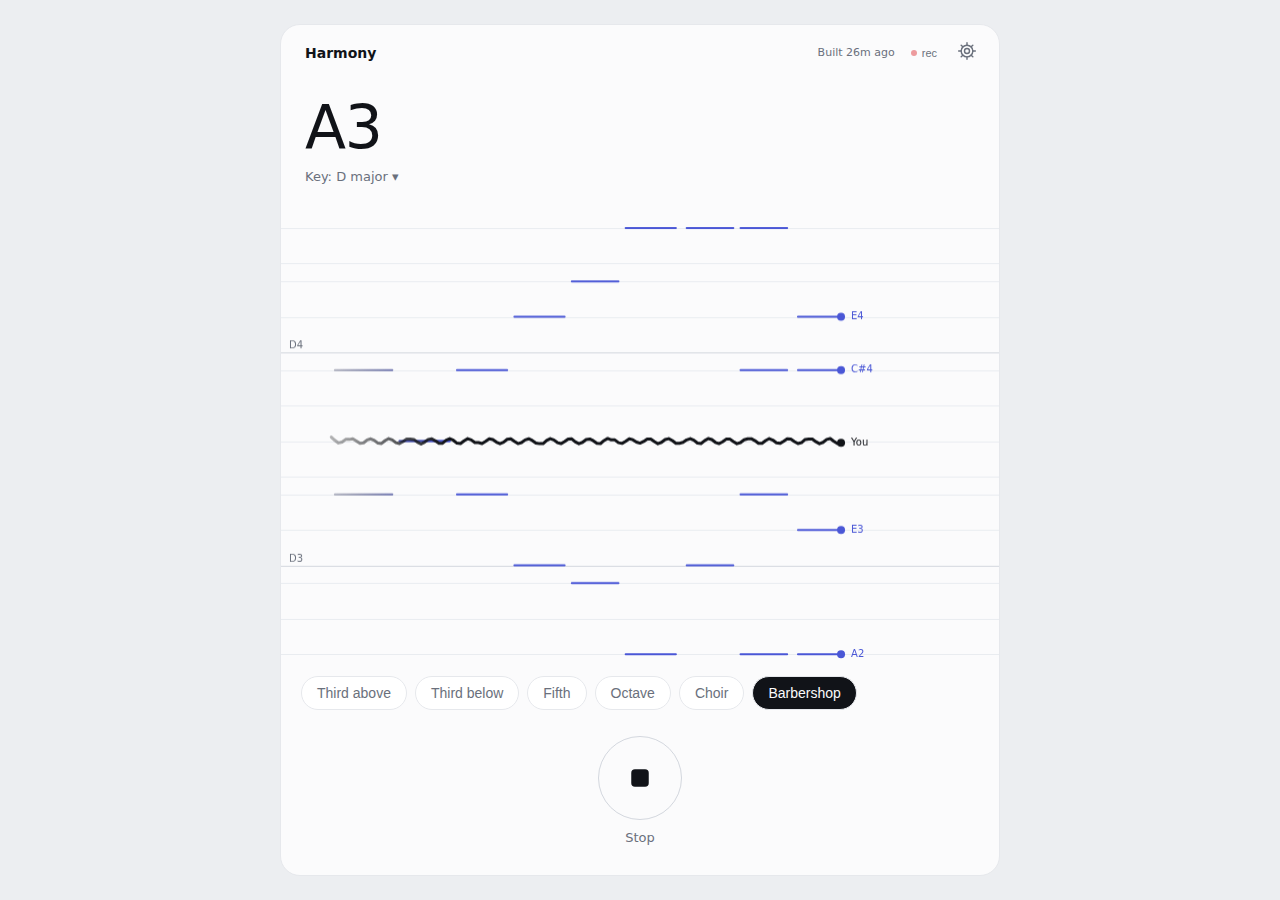 Harmony
Built 26m ago
rec
A3
Key: D major ▾
E4
D4
C#4
You
E3
D3
A2
Third above
Third below
Fifth
Octave
Choir
Barbershop
Stop